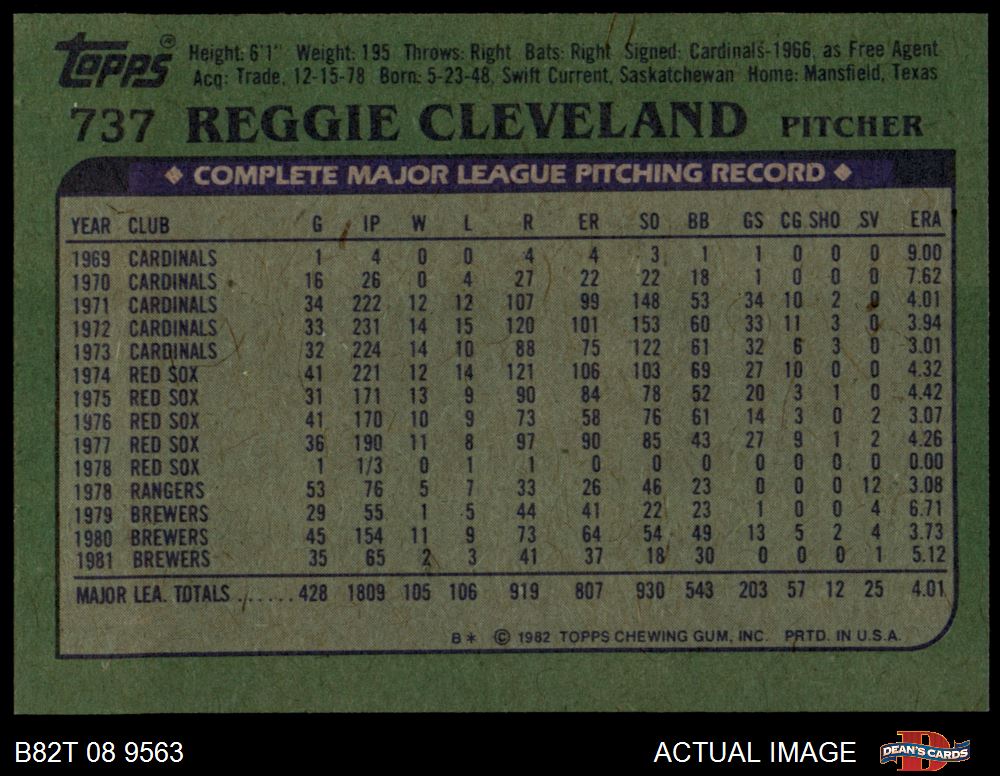 Topps® Height: 6'1" Weight: 195 Throws: Right Bats: Right Signed: Cardinals-1966, as Free Agent
Acq: Trade, 12-15-78 Born: 5-23-48, Swift Current, Saskatchewan Home: Mansfield, Texas
737 REGGIE CLEVELAND PITCHER
COMPLETE MAJOR LEAGUE PITCHING RECORD
YEAR CLUB G IP W L R ER SO BB GS CG SHO SV ERA
1969 CARDINALS 1 4 0 0 4 4 3 1 1 0 0 0 9.00
1970 CARDINALS 16 26 0 4 27 22 22 18 1 0 0 0 7.62
1971 CARDINALS 34 222 12 12 107 99 148 53 34 10 2 0 4.01
1972 CARDINALS 33 231 14 15 120 101 153 60 33 11 3 0 3.94
1973 CARDINALS 32 224 14 10 88 75 122 61 32 6 3 0 3.01
1974 RED SOX 41 221 12 14 121 106 103 69 27 10 0 0 4.32
1975 RED SOX 31 171 13 9 90 84 78 52 20 3 1 0 4.42
1976 RED SOX 41 170 10 9 73 58 76 61 14 3 0 2 3.07
1977 RED SOX 36 190 11 8 97 90 85 43 27 9 1 2 4.26
1978 RED SOX 1 1/3 0 1 1 0 0 0 0 0 0 0 0.00
1978 RANGERS 53 76 5 7 33 26 46 23 0 0 0 12 3.08
1979 BREWERS 29 55 1 5 44 41 22 23 1 0 0 4 6.71
1980 BREWERS 45 154 11 9 73 64 54 49 13 5 2 4 3.73
1981 BREWERS 35 65 2 3 41 37 18 30 0 0 0 1 5.12
MAJOR LEA. TOTALS ....... 428 1809 105 106 919 807 930 543 203 57 12 25 4.01
B* © 1982 TOPPS CHEWING GUM, INC. PRTD. IN U.S.A.
B82T 08 9563 ACTUAL IMAGE D DEAN'S CARDS